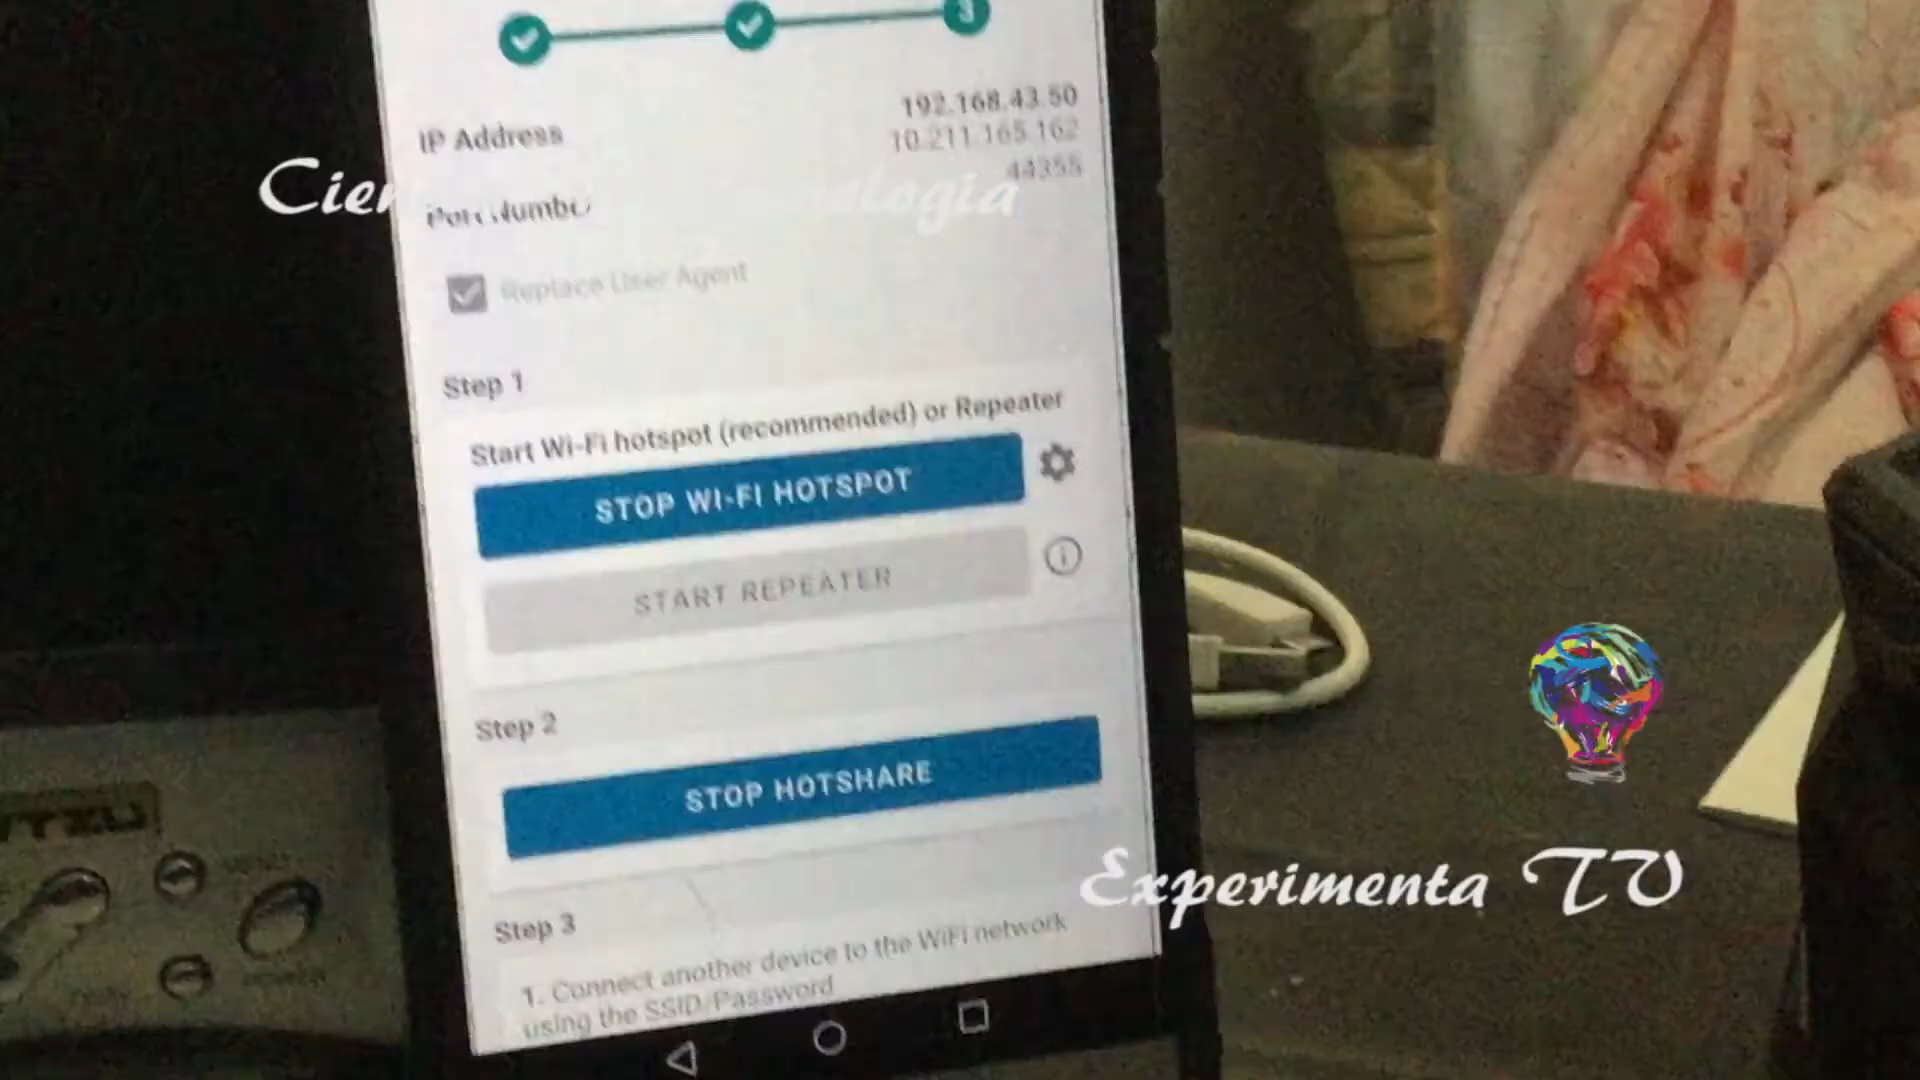 3
192.168.43.50
IP Address
10.211.165.162
44355
Replace User Agent
Step 1
Start Wi-Fi hotspot (recommended) or Repeater
STOP WI-FI HOTSPOT
START REPEATER
Step 2
STOP HOTSHARE
Step 3
1. Connect another device to the WiFi network
using the SSID/Password
Experimenta TV